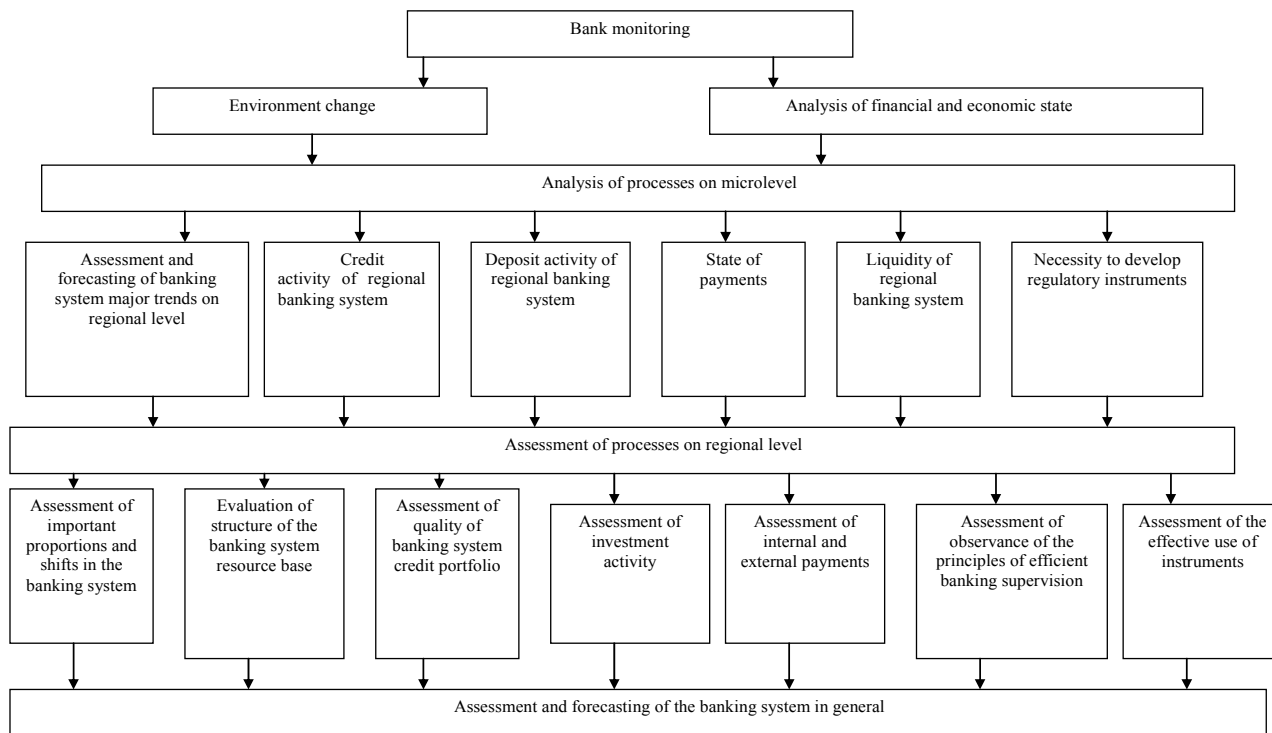 Bank monitoring
Environment change
Analysis of financial and economic state
Analysis of processes on microlevel
Assessment and
forecasting of banking
system major trends on
regional level
Credit
activity of regional
banking system
Deposit activity of
regional banking
system
State of
payments
Liquidity of
regional
banking system
Necessity to develop
regulatory instruments
Assessment of processes on regional level
Assessment of
important
proportions and
shifts in the
banking system
Evaluation of
structure of the
banking system
resource base
Assessment of
quality of
banking system
credit portfolio
Assessment of
investment
activity
Assessment of
internal and
external payments
Assessment of
observance of the
principles of efficient
banking supervision
Assessment of the
effective use of
instruments
Assessment and forecasting of the banking system in general